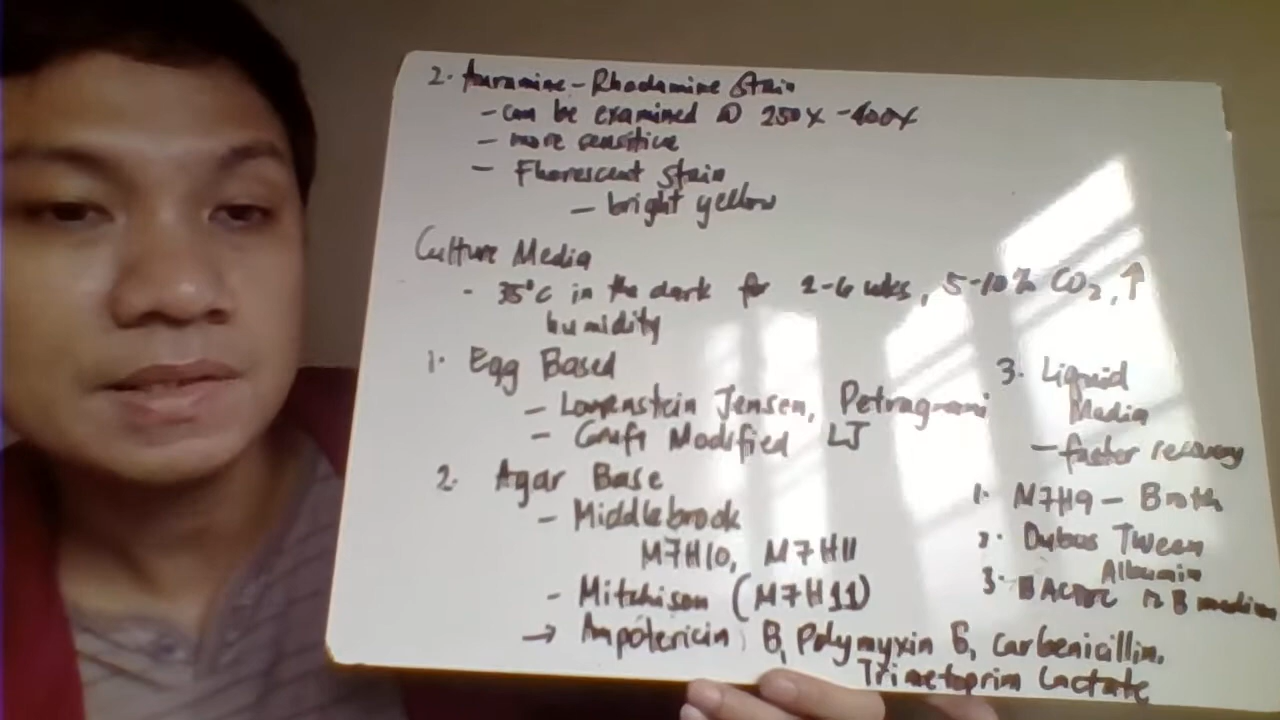 2. Auramine-Rhodamine Stain
- can be examined @ 250x - 400x
- more sensitive
- Fluorescent Stain
- bright yellow
Culture Media
- 35°C in the dark for 2-6 wks, 5-10% CO2, ↑
humidity
1. Egg Based
- Lowenstein Jensen, Petragnani
- Gruft Modified LJ
2. Agar Base
- Middlebrook
M7H10, M7H11
- Mitchison (M7H11)
→ Ampotericin B, Polymyxin B, Carbenicillin,
Trimetoprim Lactate
3. Liquid
Media
- faster recovery
1. M7H9 - Broth
2. Dubos Tween
Albumin
3. BACTEC 12 B medium